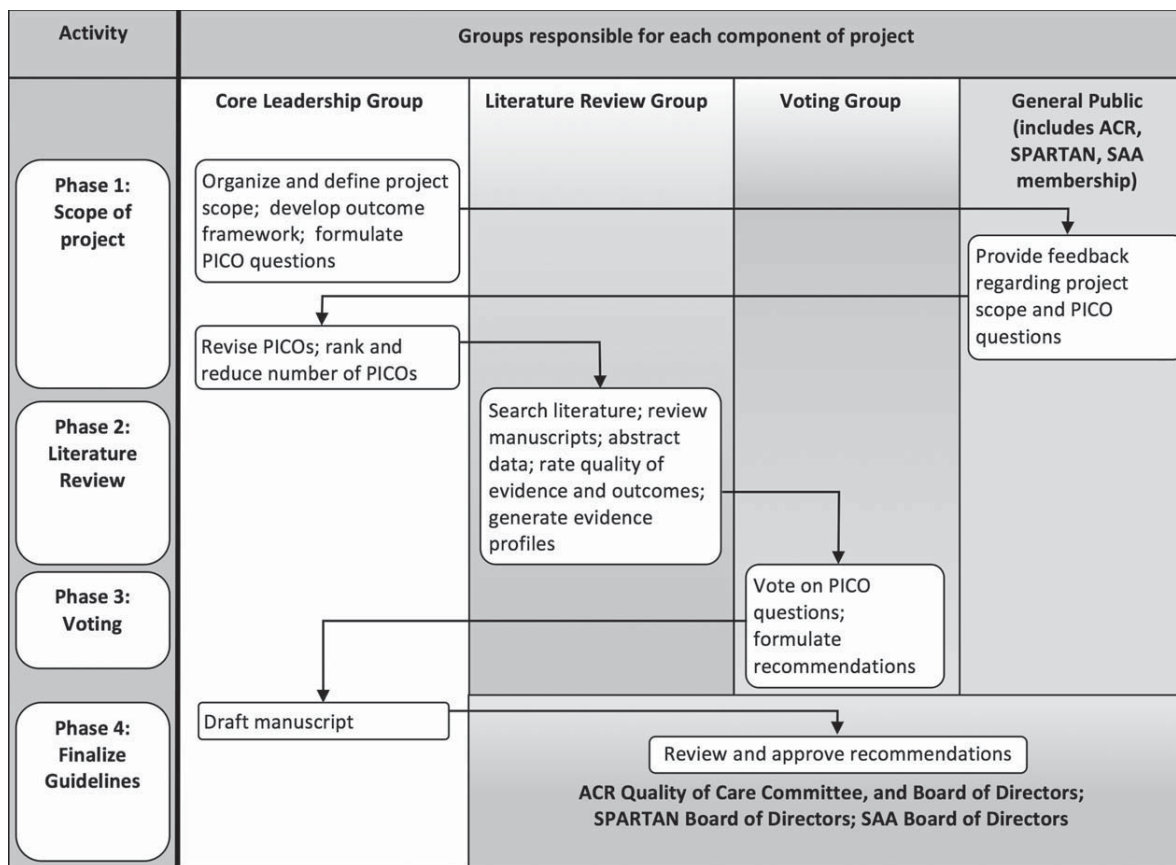 Activity
Groups responsible for each component of project
Core Leadership Group
Literature Review Group
Voting Group
General Public
(includes ACR,
SPARTAN, SAA
membership)
Phase 1:
Scope of
project
Organize and define project
scope; develop outcome
framework; formulate
PICO questions
Provide feedback
regarding project
scope and PICO
questions
Revise PICOs; rank and
reduce number of PICOs
Phase 2:
Literature
Review
Search literature; review
manuscripts; abstract
data; rate quality of
evidence and outcomes;
generate evidence
profiles
Phase 3:
Voting
Vote on PICO
questions;
formulate
recommendations
Phase 4:
Finalize
Guidelines
Draft manuscript
Review and approve recommendations
ACR Quality of Care Committee, and Board of Directors;
SPARTAN Board of Directors; SAA Board of Directors